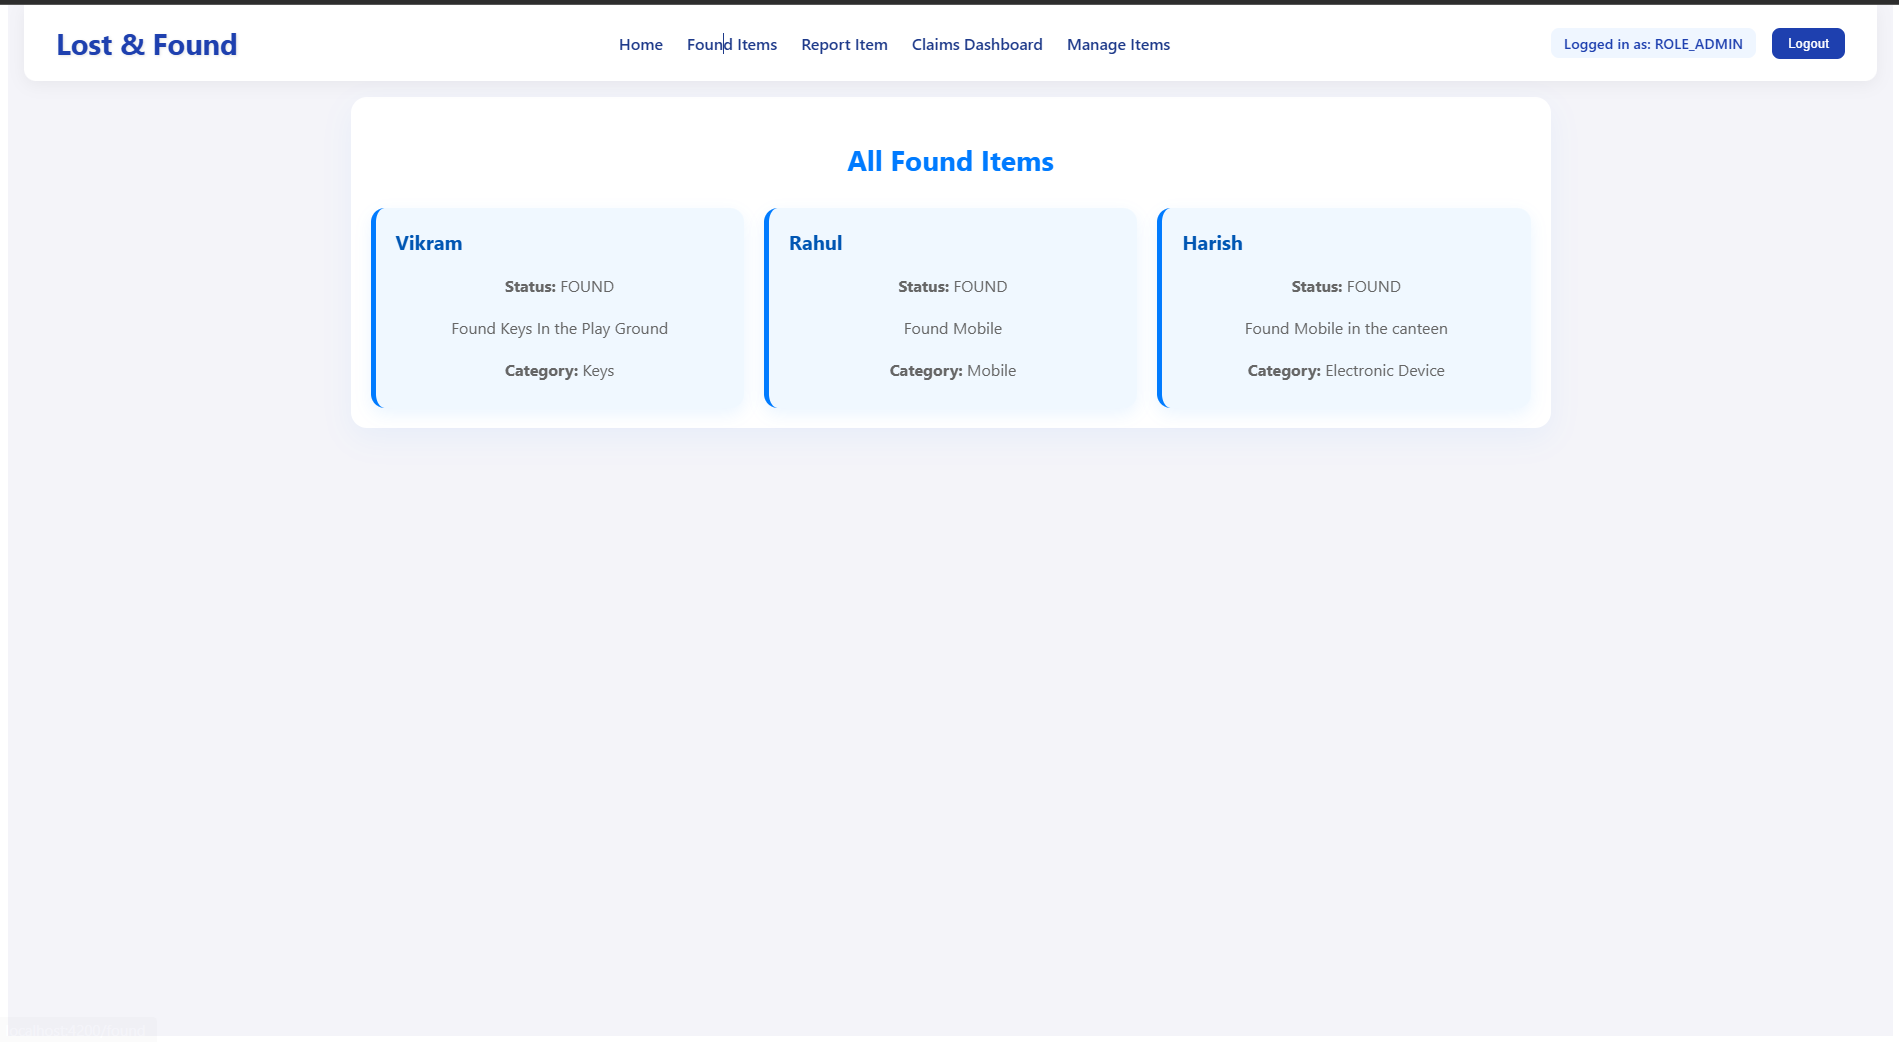 Lost & Found
Home Found Items Report Item Claims Dashboard Manage Items
Logged in as: ROLE_ADMIN
Logout
All Found Items
Vikram
Status: FOUND
Found Keys In the Play Ground
Category: Keys
Rahul
Status: FOUND
Found Mobile
Category: Mobile
Harish
Status: FOUND
Found Mobile in the canteen
Category: Electronic Device